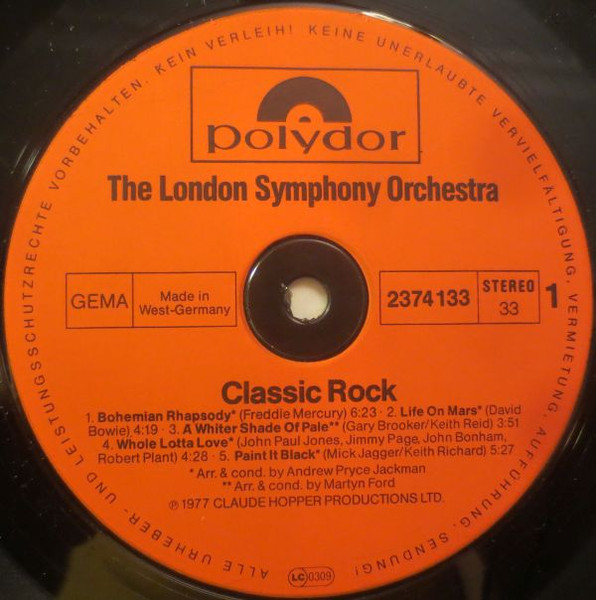 ALLE URHEBER- UND LEISTUNGSSCHUTZRECHTE VORBEHALTEN. KEIN VERLEIH! KEINE UNERLAUBTE VERVIELFÄLTIGUNG, VERMIETUNG, AUFFÜHRUNG, SENDUNG!
polydor
The London Symphony Orchestra
GEMA
Made in
West-Germany
2374133
STEREO
33
1
Classic Rock
1. Bohemian Rhapsody* (Freddie Mercury) 6:23 · 2. Life On Mars* (David
Bowie) 4:19 · 3. A Whiter Shade Of Pale** (Gary Brooker/Keith Reid) 3:51
4. Whole Lotta Love* (John Paul Jones, Jimmy Page, John Bonham,
Robert Plant) 4:28 · 5. Paint It Black* (Mick Jagger/Keith Richard) 5:27
* Arr. & cond. by Andrew Pryce Jackman
** Arr. & cond. by Martyn Ford
℗ 1977 CLAUDE HOPPER PRODUCTIONS LTD.
LC 0309